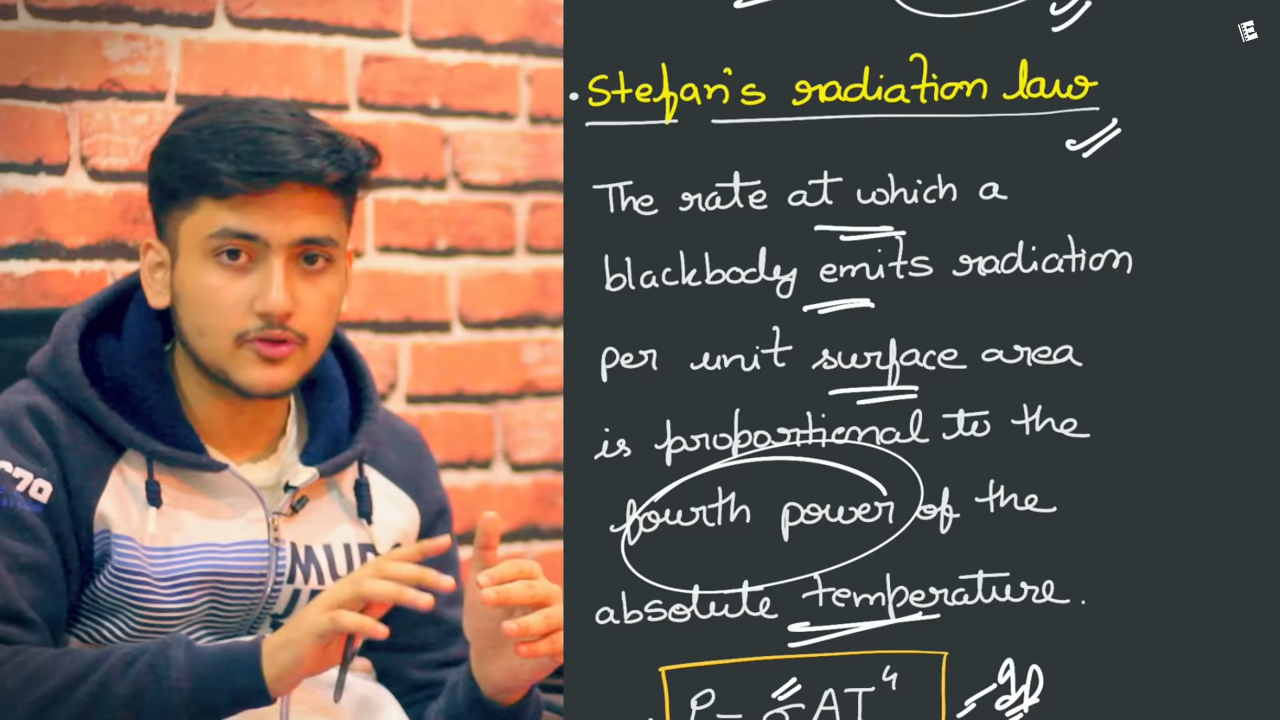 Stefan's radiation law
The rate at which a
blackbody emits radiation
per unit surface area
is proportional to the
fourth power of the
absolute temperature.
P = σAT⁴